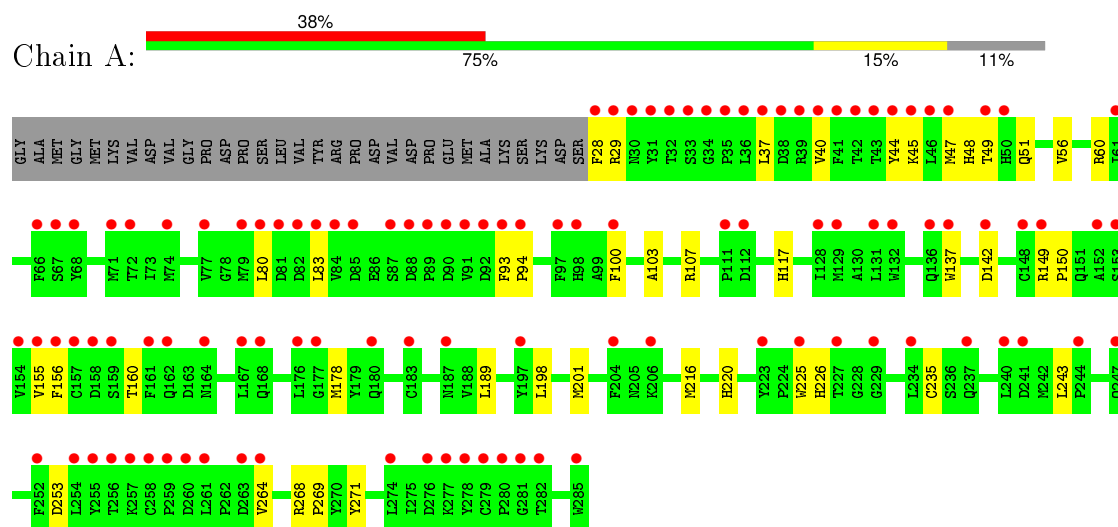 38%
Chain A:
75% 15% 11%
GLY ALA MET GLY MET LYS VAL ASP VAL GLY PRO ASP PRO SER LEU VAL TYR ARG PRO ASP VAL ASP PRO GLU MET ALA LYS SER LYS ASP SER F28 R29 N30 Y31 T32 S33 G34 P35 L36 L37 D38 R39 V40 F41 T42 T43 Y44 K45 L46 M47 H48 T49 H50 Q51 V56 R60 I61
F66 S67 Y68 M71 T72 I73 M74 V77 G78 M79 L80 D81 D82 L83 V84 D85 E86 S87 D88 P89 D90 V91 D92 F93 P94 F97 H98 A99 F100 A103 R107 P111 D112 H117 I128 M129 A130 L131 W132 Q136 W137 D142 C148 R149 P150 Q151 A152 S153
V154 V155 F156 C157 D158 S159 T160 F161 Q162 D163 N164 L167 Q168 L176 G177 M178 Y179 Q180 C183 N187 V188 L189 Y197 L198 M201 F204 N205 K206 M216 H220 Y223 P224 W225 H226 T227 G228 G229 L234 C235 S236 Q237 L240 D241 M242 L243 P244 Q247
F252 D253 L254 Y255 T256 K257 C258 P259 D260 L261 P262 D263 V264 R268 P269 Y270 Y271 L274 I275 D276 K277 Y278 C279 P280 G281 T282 W285